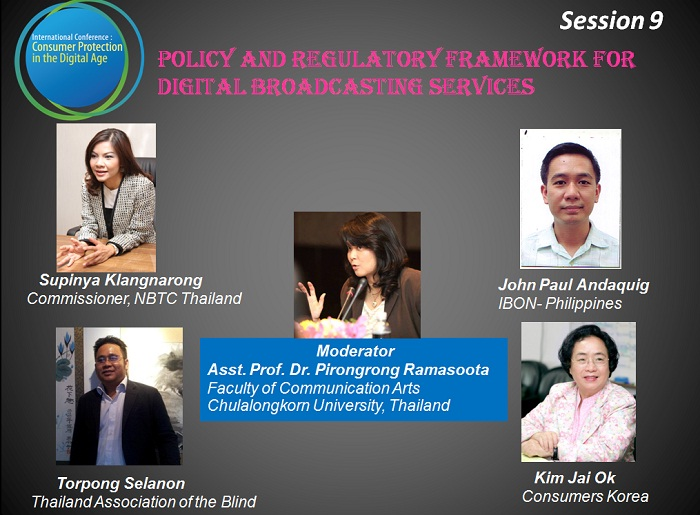 International Conference :
Consumer Protection
in the Digital Age
Session 9
POLICY AND REGULATORY FRAMEWORK FOR
DIGITAL BROADCASTING SERVICES
Supinya Klangnarong
Commissioner, NBTC Thailand
John Paul Andaquig
IBON- Philippines
Moderator
Asst. Prof. Dr. Pirongrong Ramasoota
Faculty of Communication Arts
Chulalongkorn University, Thailand
Torpong Selanon
Thailand Association of the Blind
Kim Jai Ok
Consumers Korea